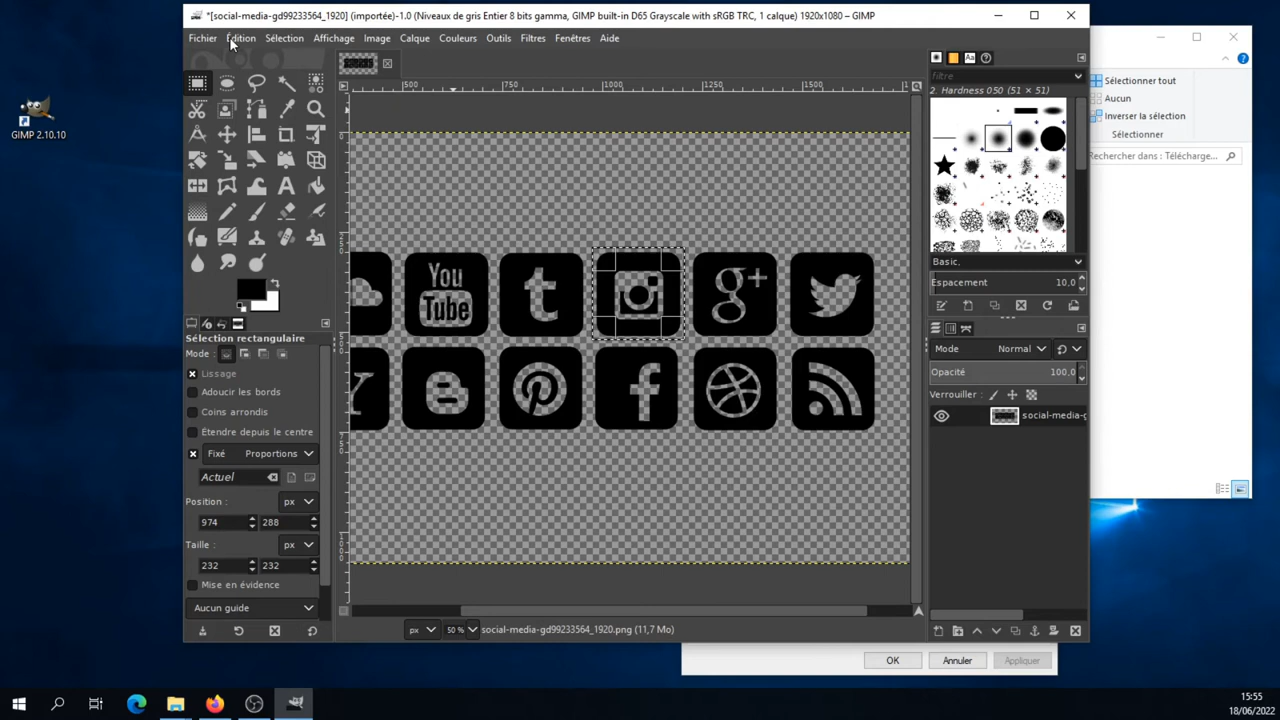 *[social-media-gd99233564_1920] (importée)-1.0 (Niveaux de gris Entier 8 bits gamma, GIMP built-in D65 Grayscale with sRGB TRC, 1 calque) 1920x1080 – GIMP
Fichier Édition Sélection Affichage Image Calque Couleurs Outils Filtres Fenêtres Aide
GIMP 2.10.10
500 750 1000 1250 1500
You
Tube
t
g+
f
Sélection rectangulaire
Mode :
Lissage
Adoucir les bords
Coins arrondis
Étendre depuis le centre
Fixé Proportions
Actuel
Position : px
974 288
Taille : px
232 232
Mise en évidence
Aucun guide
px 50 % social-media-gd99233564_1920.png (11,7 Mo)
filtre
2. Hardness 050 (51 × 51)
Basic,
Espacement 10,0
Mode Normal
Opacité 100,0
Verrouiller :
social-media-g
Sélectionner tout
Aucun
Inverser la sélection
Sélectionner
Rechercher dans : Télécharge...
OK Annuler Appliquer
15:55
18/06/2022